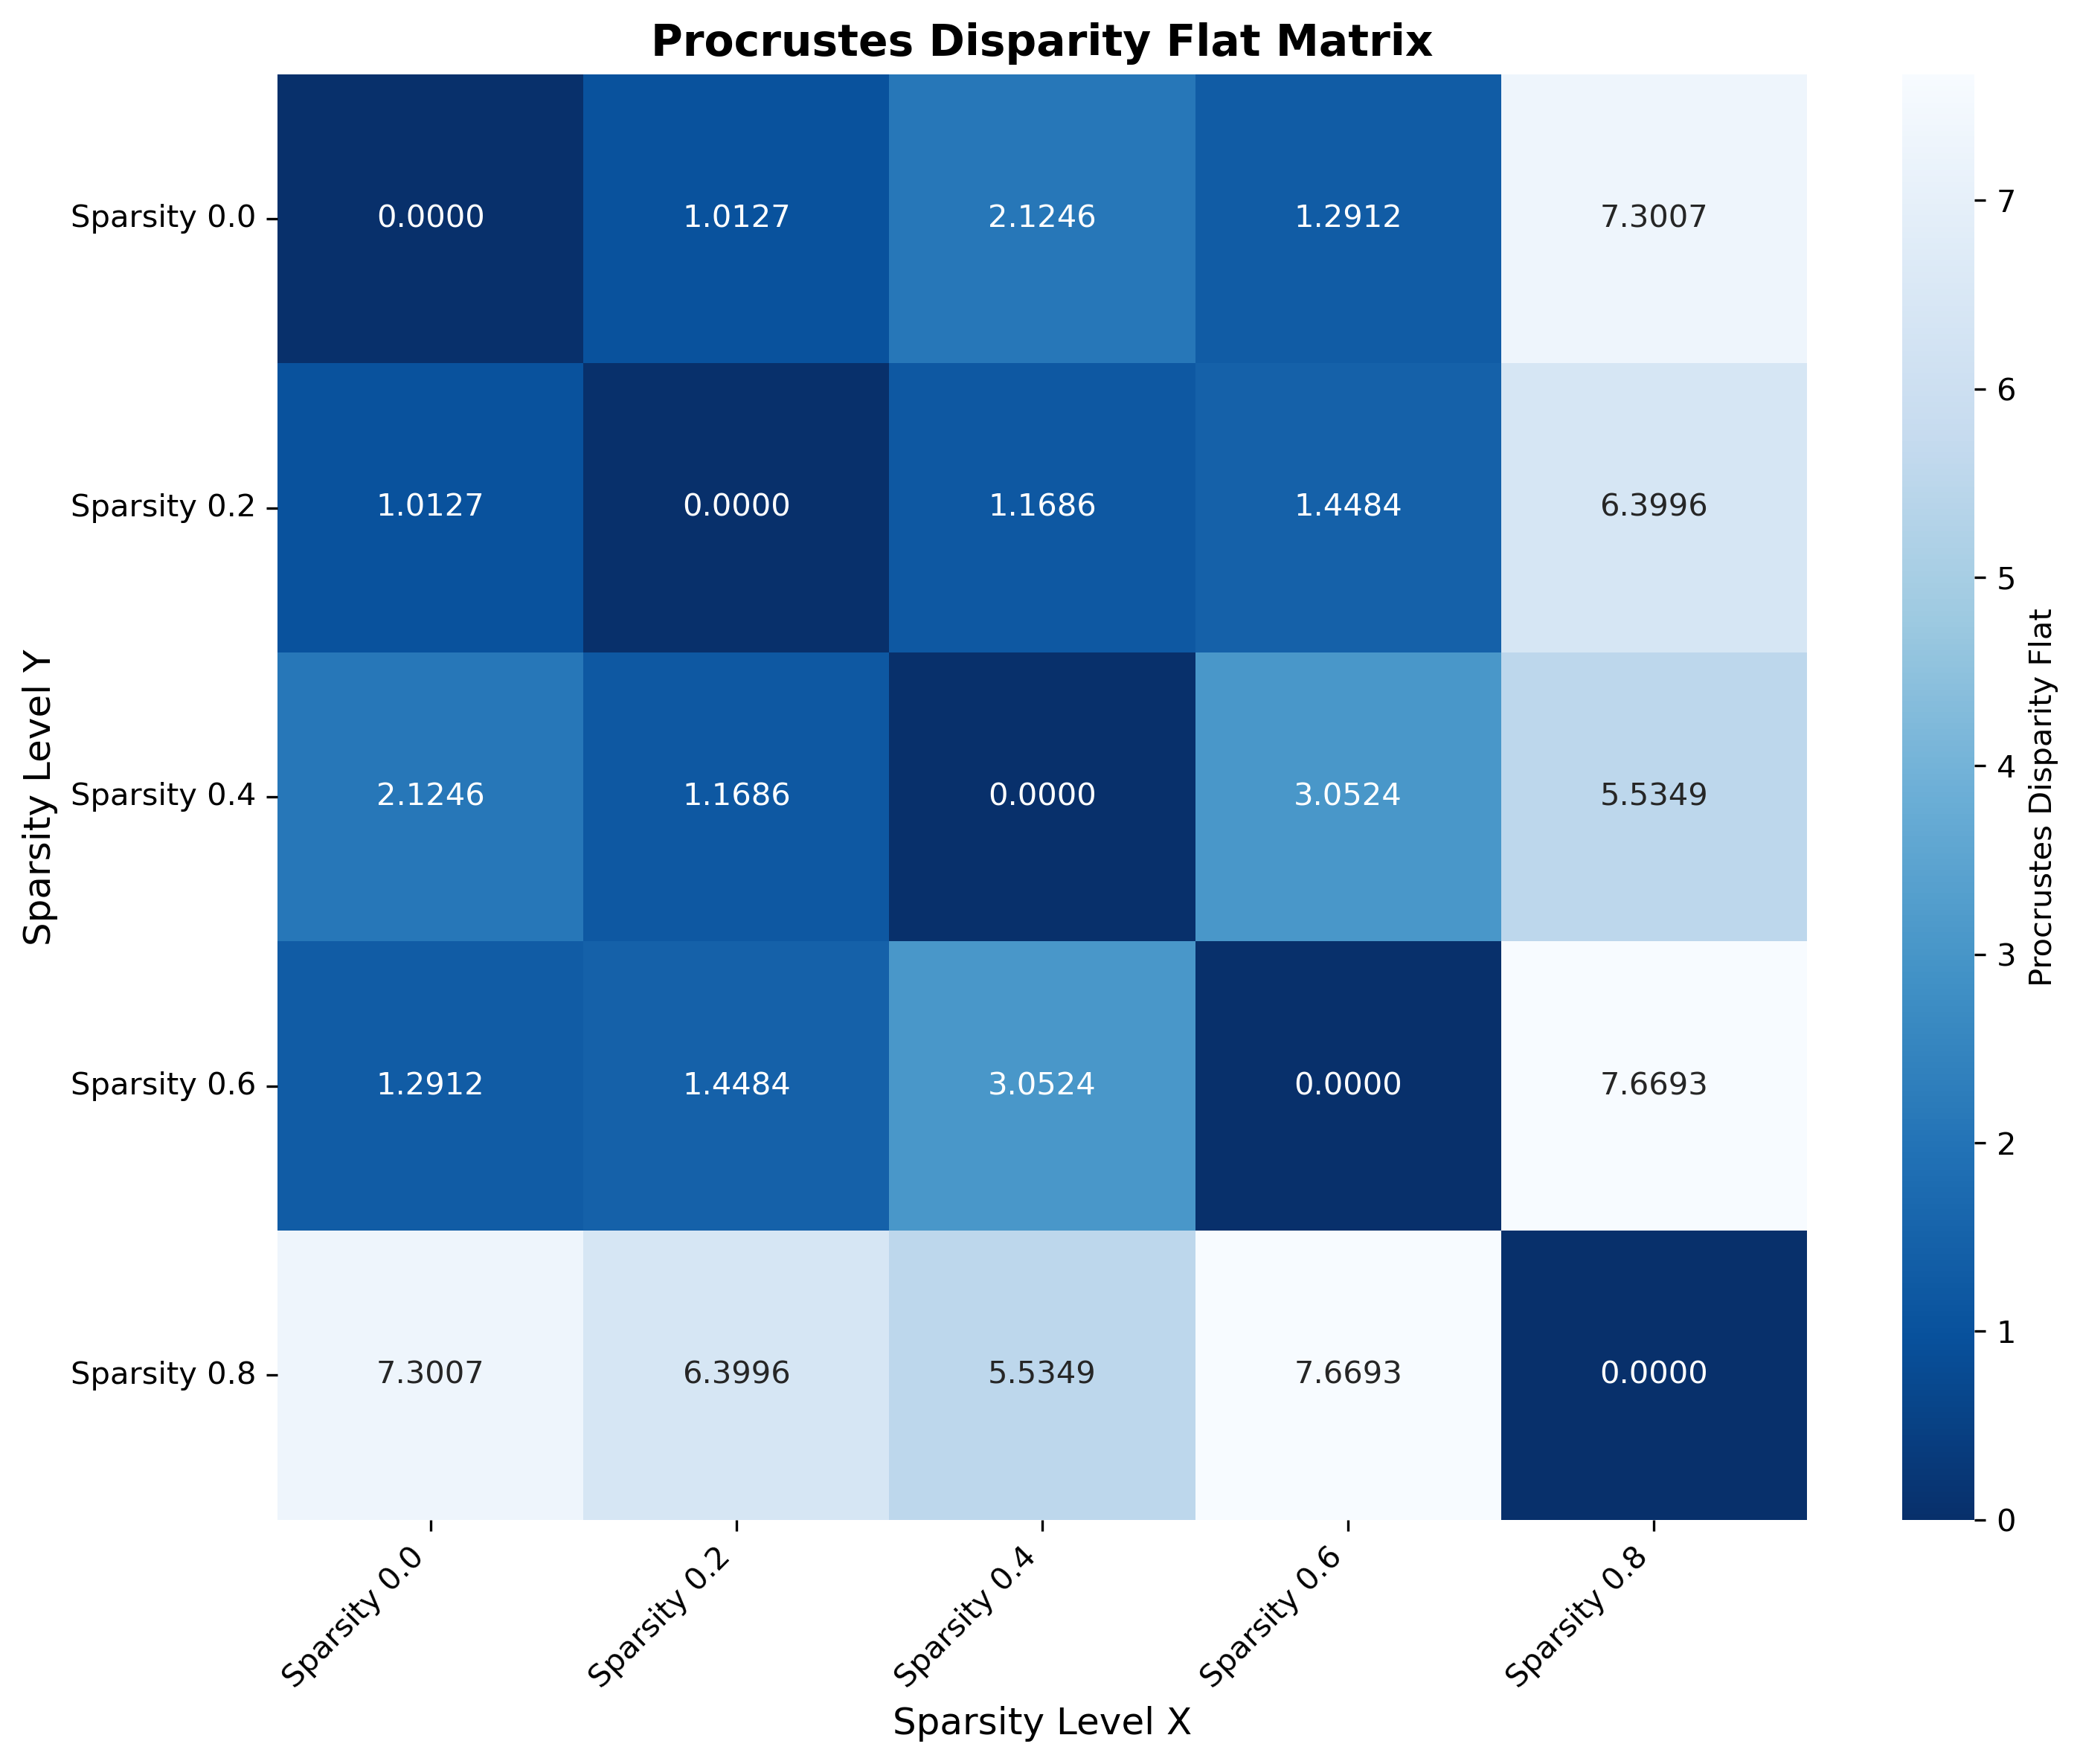 Procrustes Disparity Flat Matrix
Sparsity 0.0 0.0000 1.0127 2.1246 1.2912 7.3007
Sparsity 0.2 1.0127 0.0000 1.1686 1.4484 6.3996
Sparsity 0.4 2.1246 1.1686 0.0000 3.0524 5.5349
Sparsity 0.6 1.2912 1.4484 3.0524 0.0000 7.6693
Sparsity 0.8 7.3007 6.3996 5.5349 7.6693 0.0000
Sparsity Level Y
Sparsity 0.0 Sparsity 0.2 Sparsity 0.4 Sparsity 0.6 Sparsity 0.8
Sparsity Level X
7
6
5
4
3
2
1
0
Procrustes Disparity Flat